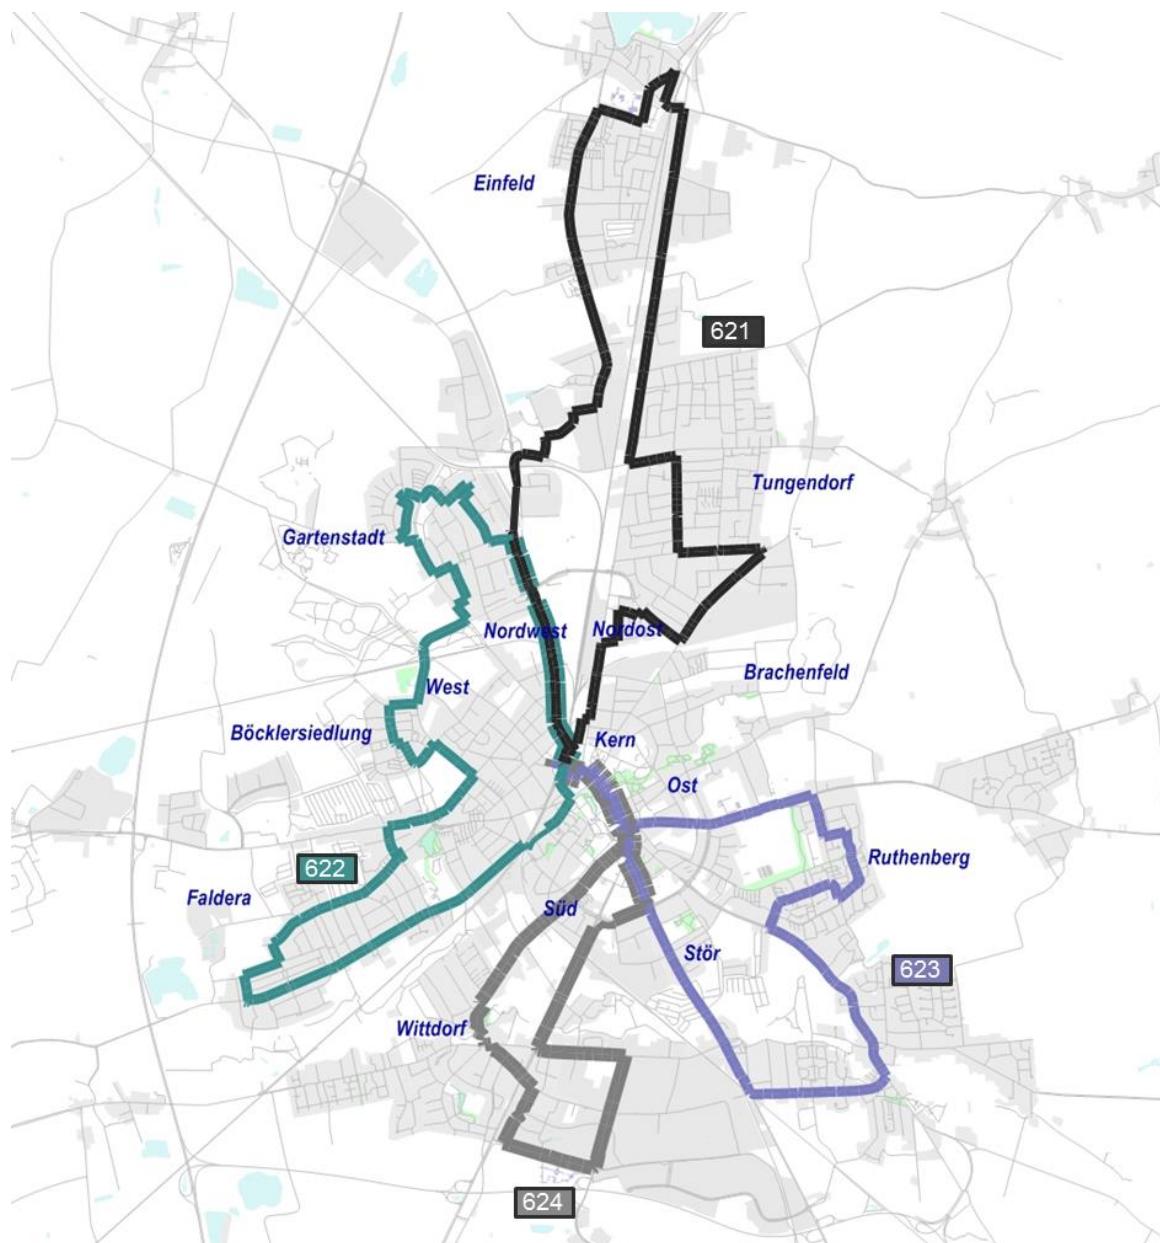 Einfeld
621
Tungendorf
Gartenstadt
Nordwest
Nordost
Brachenfeld
West
Böcklersiedlung
Kern
Ost
Ruthenberg
622
Faldera
Süd
Stör
623
Wittdorf
624